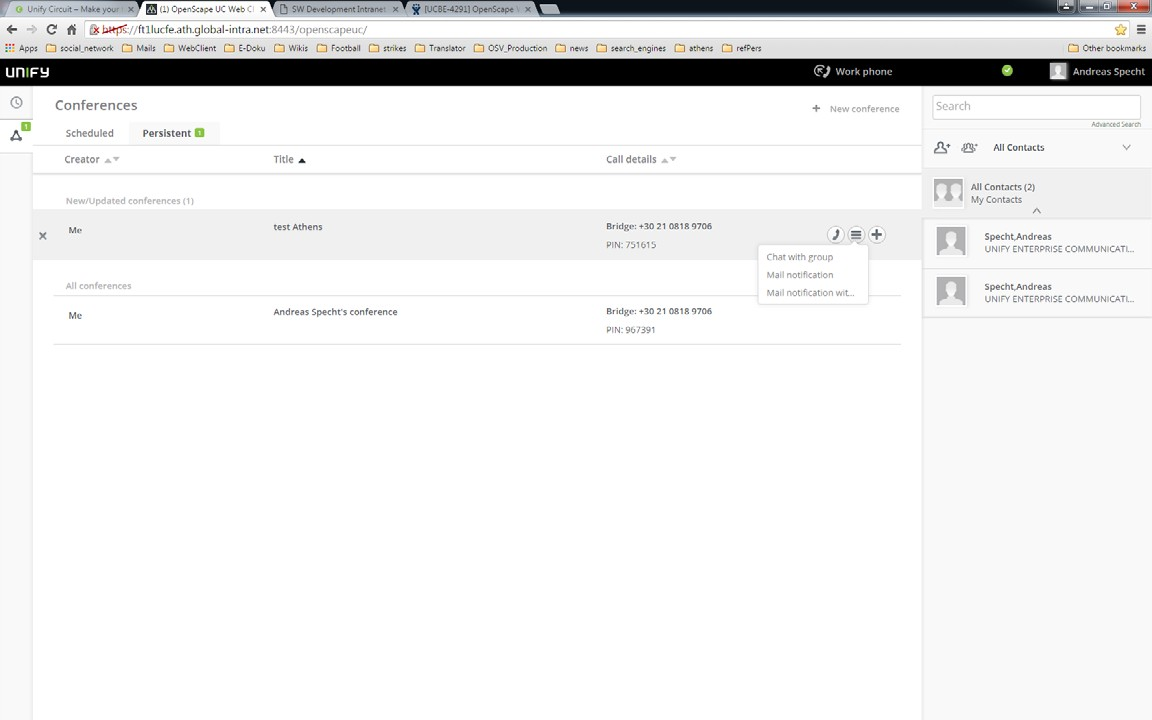 Unify Circuit – Make your
(1) OpenScape UC Web Cl
SW Development Intranet
[UCBE-4291] OpenScape
https://ft1lucfe.ath.global-intra.net:8443/openscapeuc/
Apps social_network Mails WebClient E-Doku Wikis Football strikes Translator OSV_Production news search_engines athens refPers Other bookmarks
UNIFY
Work phone
Andreas Specht
1
Conferences
+ New conference
Scheduled
Persistent 1
Creator
Title
Call details
New/Updated conferences (1)
Me
test Athens
Bridge: +30 21 0818 9706
PIN: 751615
Chat with group
Mail notification
Mail notification wit...
All conferences
Me
Andreas Specht's conference
Bridge: +30 21 0818 9706
PIN: 967391
Search
Advanced Search
All Contacts
All Contacts (2)
My Contacts
Specht,Andreas
UNIFY ENTERPRISE COMMUNICATI...
Specht,Andreas
UNIFY ENTERPRISE COMMUNICATI...